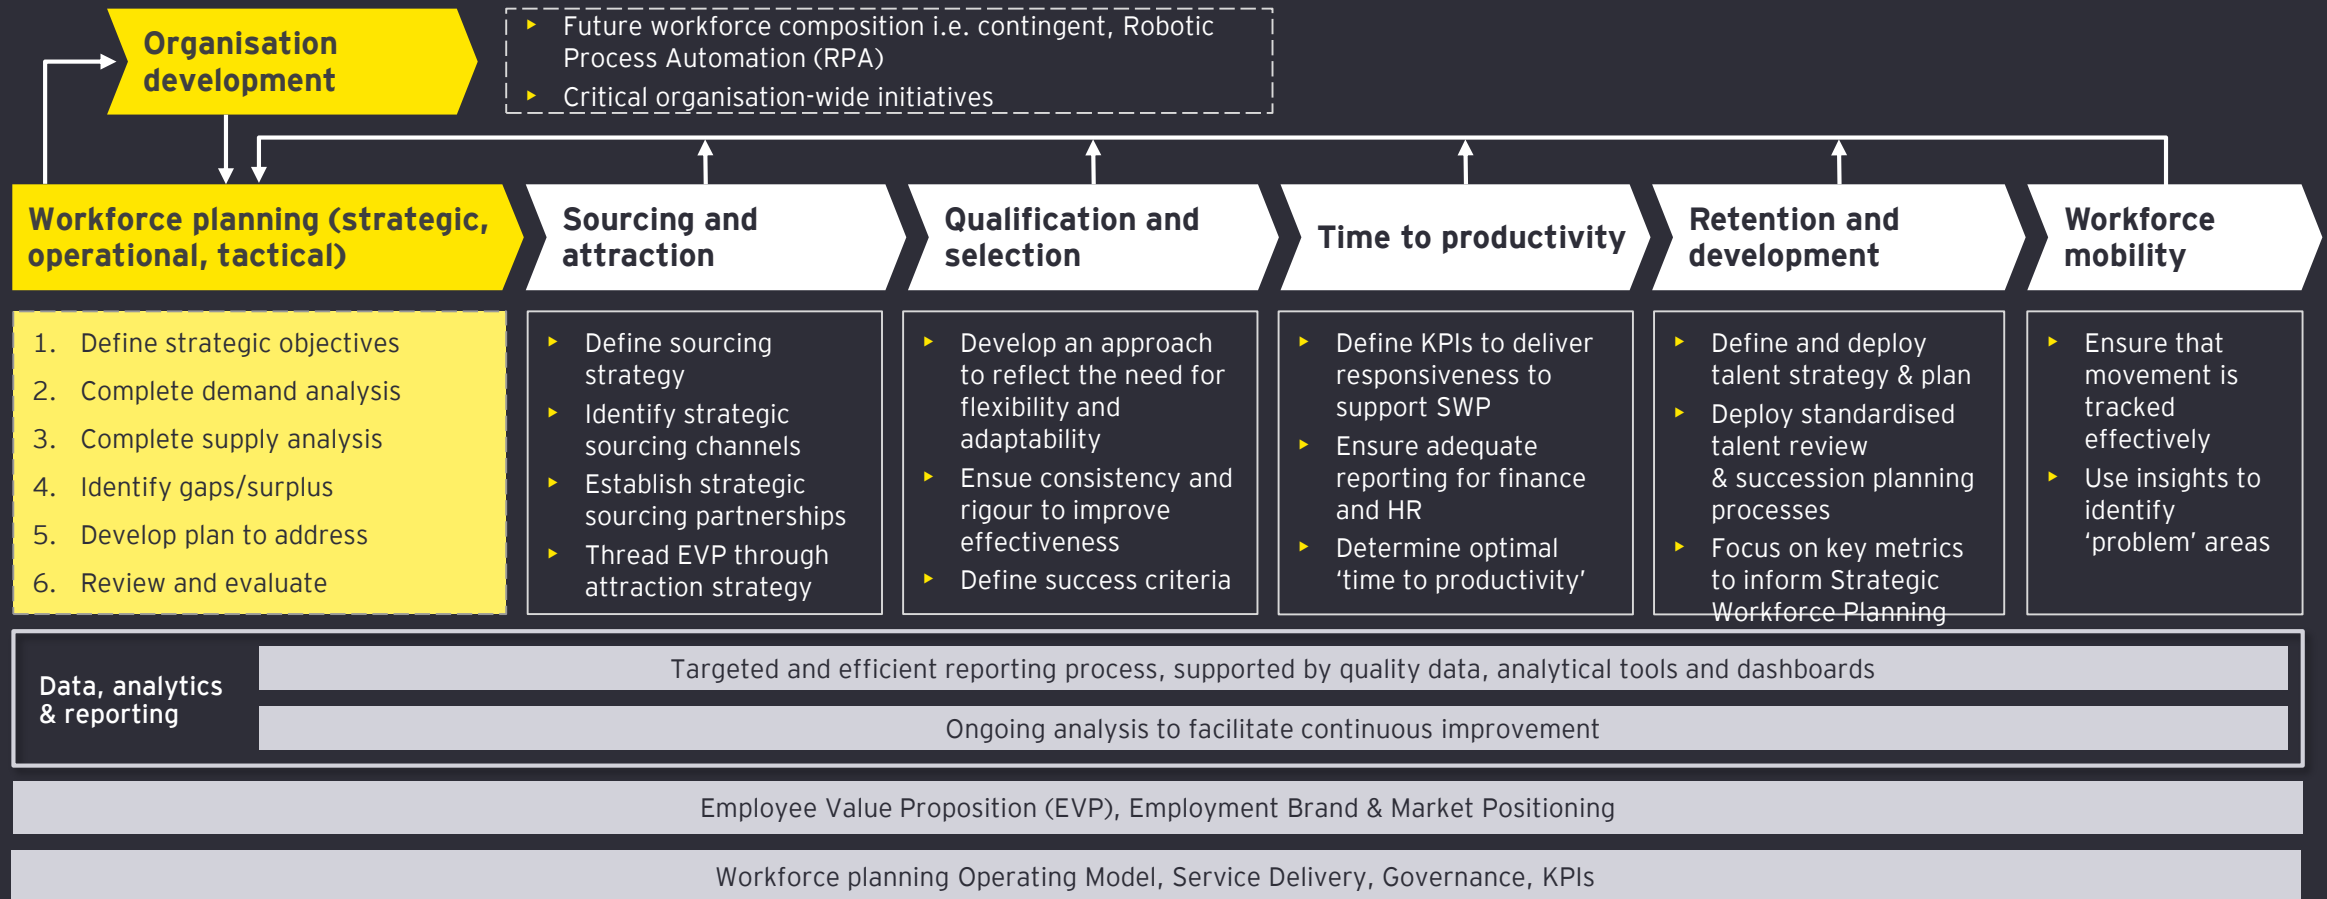 Organisation
development
▸ Future workforce composition i.e. contingent, Robotic
Process Automation (RPA)
▸ Critical organisation-wide initiatives
Workforce planning (strategic,
operational, tactical)
1. Define strategic objectives
2. Complete demand analysis
3. Complete supply analysis
4. Identify gaps/surplus
5. Develop plan to address
6. Review and evaluate
Sourcing and
attraction
▸ Define sourcing
strategy
▸ Identify strategic
sourcing channels
▸ Establish strategic
sourcing partnerships
▸ Thread EVP through
attraction strategy
Qualification and
selection
▸ Develop an approach
to reflect the need for
flexibility and
adaptability
▸ Ensue consistency and
rigour to improve
effectiveness
▸ Define success criteria
Time to productivity
▸ Define KPIs to deliver
responsiveness to
support SWP
▸ Ensure adequate
reporting for finance
and HR
▸ Determine optimal
‘time to productivity’
Retention and
development
▸ Define and deploy
talent strategy & plan
▸ Deploy standardised
talent review
& succession planning
processes
▸ Focus on key metrics
to inform Strategic
Workforce Planning
Workforce
mobility
▸ Ensure that
movement is
tracked
effectively
▸ Use insights to
identify
‘problem’ areas
Data, analytics
& reporting
Targeted and efficient reporting process, supported by quality data, analytical tools and dashboards
Ongoing analysis to facilitate continuous improvement
Employee Value Proposition (EVP), Employment Brand & Market Positioning
Workforce planning Operating Model, Service Delivery, Governance, KPIs